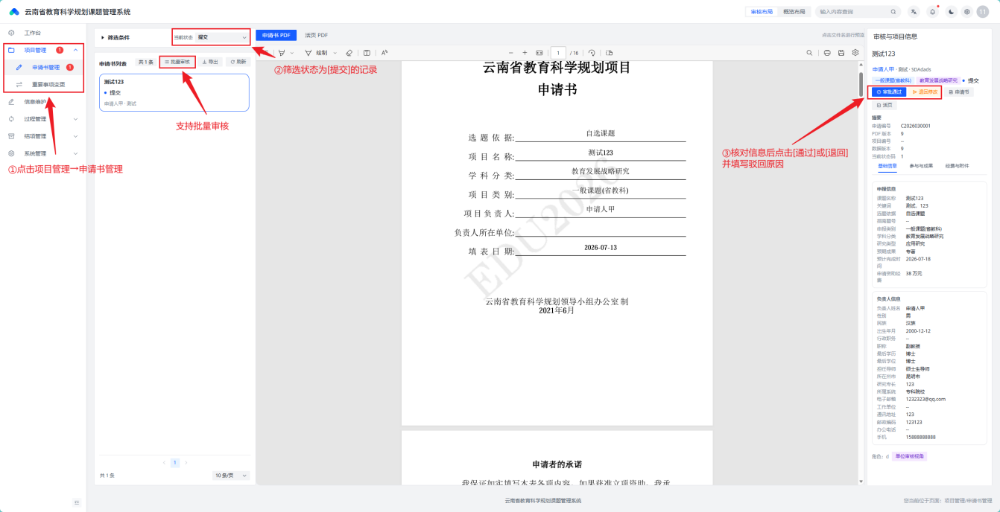 云南省教育科学规划课题管理系统
审核布局 概览布局 输入内容查询 11
工作台
项目管理 1
申请书管理 1
重要事项变更
信息维护
过程管理
结项管理
系统管理
①点击项目管理→申请书管理
筛选条件 当前状态 提交
申请书列表 共 1 条 批量审核 导出 刷新
测试123
提交
申请人甲 · 测试
支持批量审核
1
共 1 条 10 条/页
申请书 PDF 活页 PDF 点击文件名进行预览
绘制 1 / 16
②筛选状态为[提交]的记录
云南省教育科学规划项目
申请书
选 题 依 据: 自选课题
项 目 名 称: 测试123
学 科 分 类: 教育发展战略研究
项 目 类 别: 一般课题(省教科)
项 目 负 责 人: 申请人甲
负责人所在单位:
填 表 日 期: 2026-07-13
EDU2026
云南省教育科学规划领导小组办公室 制
2021年6月
申请者的承诺
我保证如实填写本表各项内容。如果获准立项资助，我承
③核对信息后点击[通过]或[退回]
并填写驳回原因
审核与项目信息
测试123
申请人甲 · 测试 · SDAdads
一般课题(省教科) 教育发展战略研究 提交
审批通过 退回修改 申请书
活页
摘要
申请编号 C2026030001
PDF 版本 9
项目编号 --
数据版本 9
当前状态码 1
基础信息 参与与成果 经费与附件
申报信息
课题名称 测试123
关键词 测试、123
选题依据 自选课题
指南题号 --
申报类别 一般课题(省教科)
学科分类 教育发展战略研究
研究类型 应用研究
预期成果 专著
预计完成时 2026-07-18
间
申请资助经 38 万元
费
负责人信息
负责人姓名 申请人甲
性别 男
民族 汉族
出生年月 2000-12-12
行政职务 --
职称 副教授
最后学历 博士
最后学位 博士
担任导师 硕士生导师
所在州市 昆明市
研究专长 123
所属系统 专科院校
电子邮箱 1232323@qq.com
工作单位 --
通讯地址 123
邮政编码 123123
办公电话 --
手机 15888888888
角色：d 单位审核视角
云南省教育科学规划课题管理系统
您当前位于页面：项目管理/申请书管理